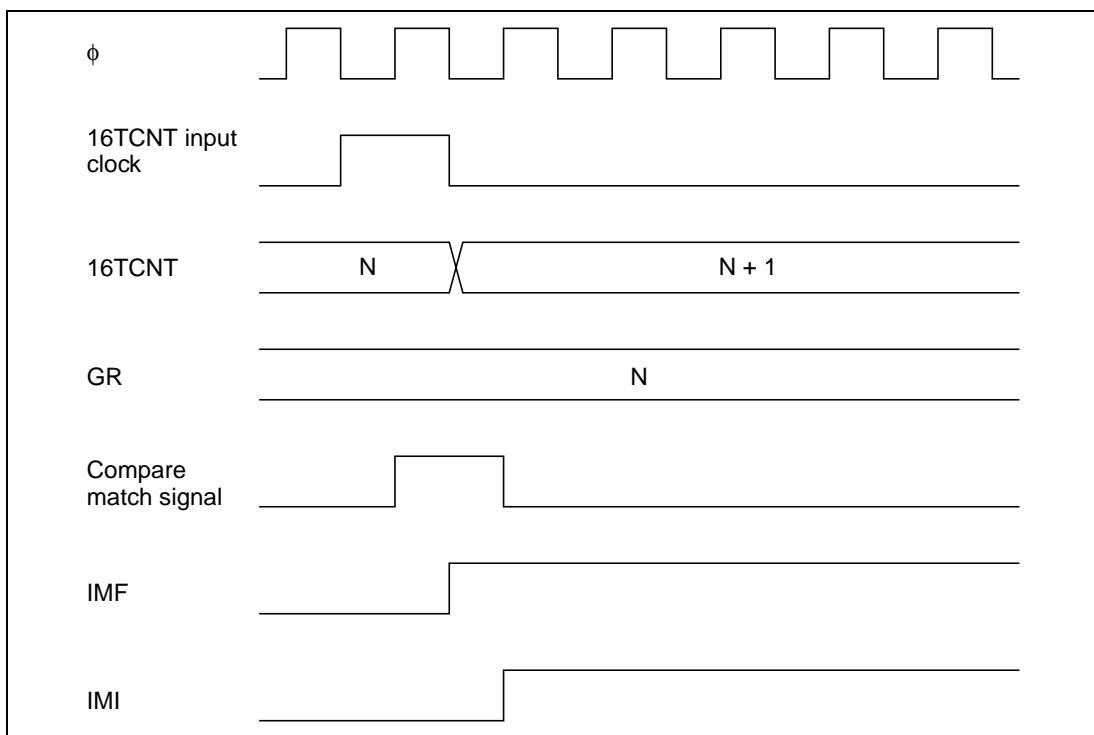 ϕ
16TCNT input
clock
16TCNT
N
N + 1
GR
N
Compare
match signal
IMF
IMI